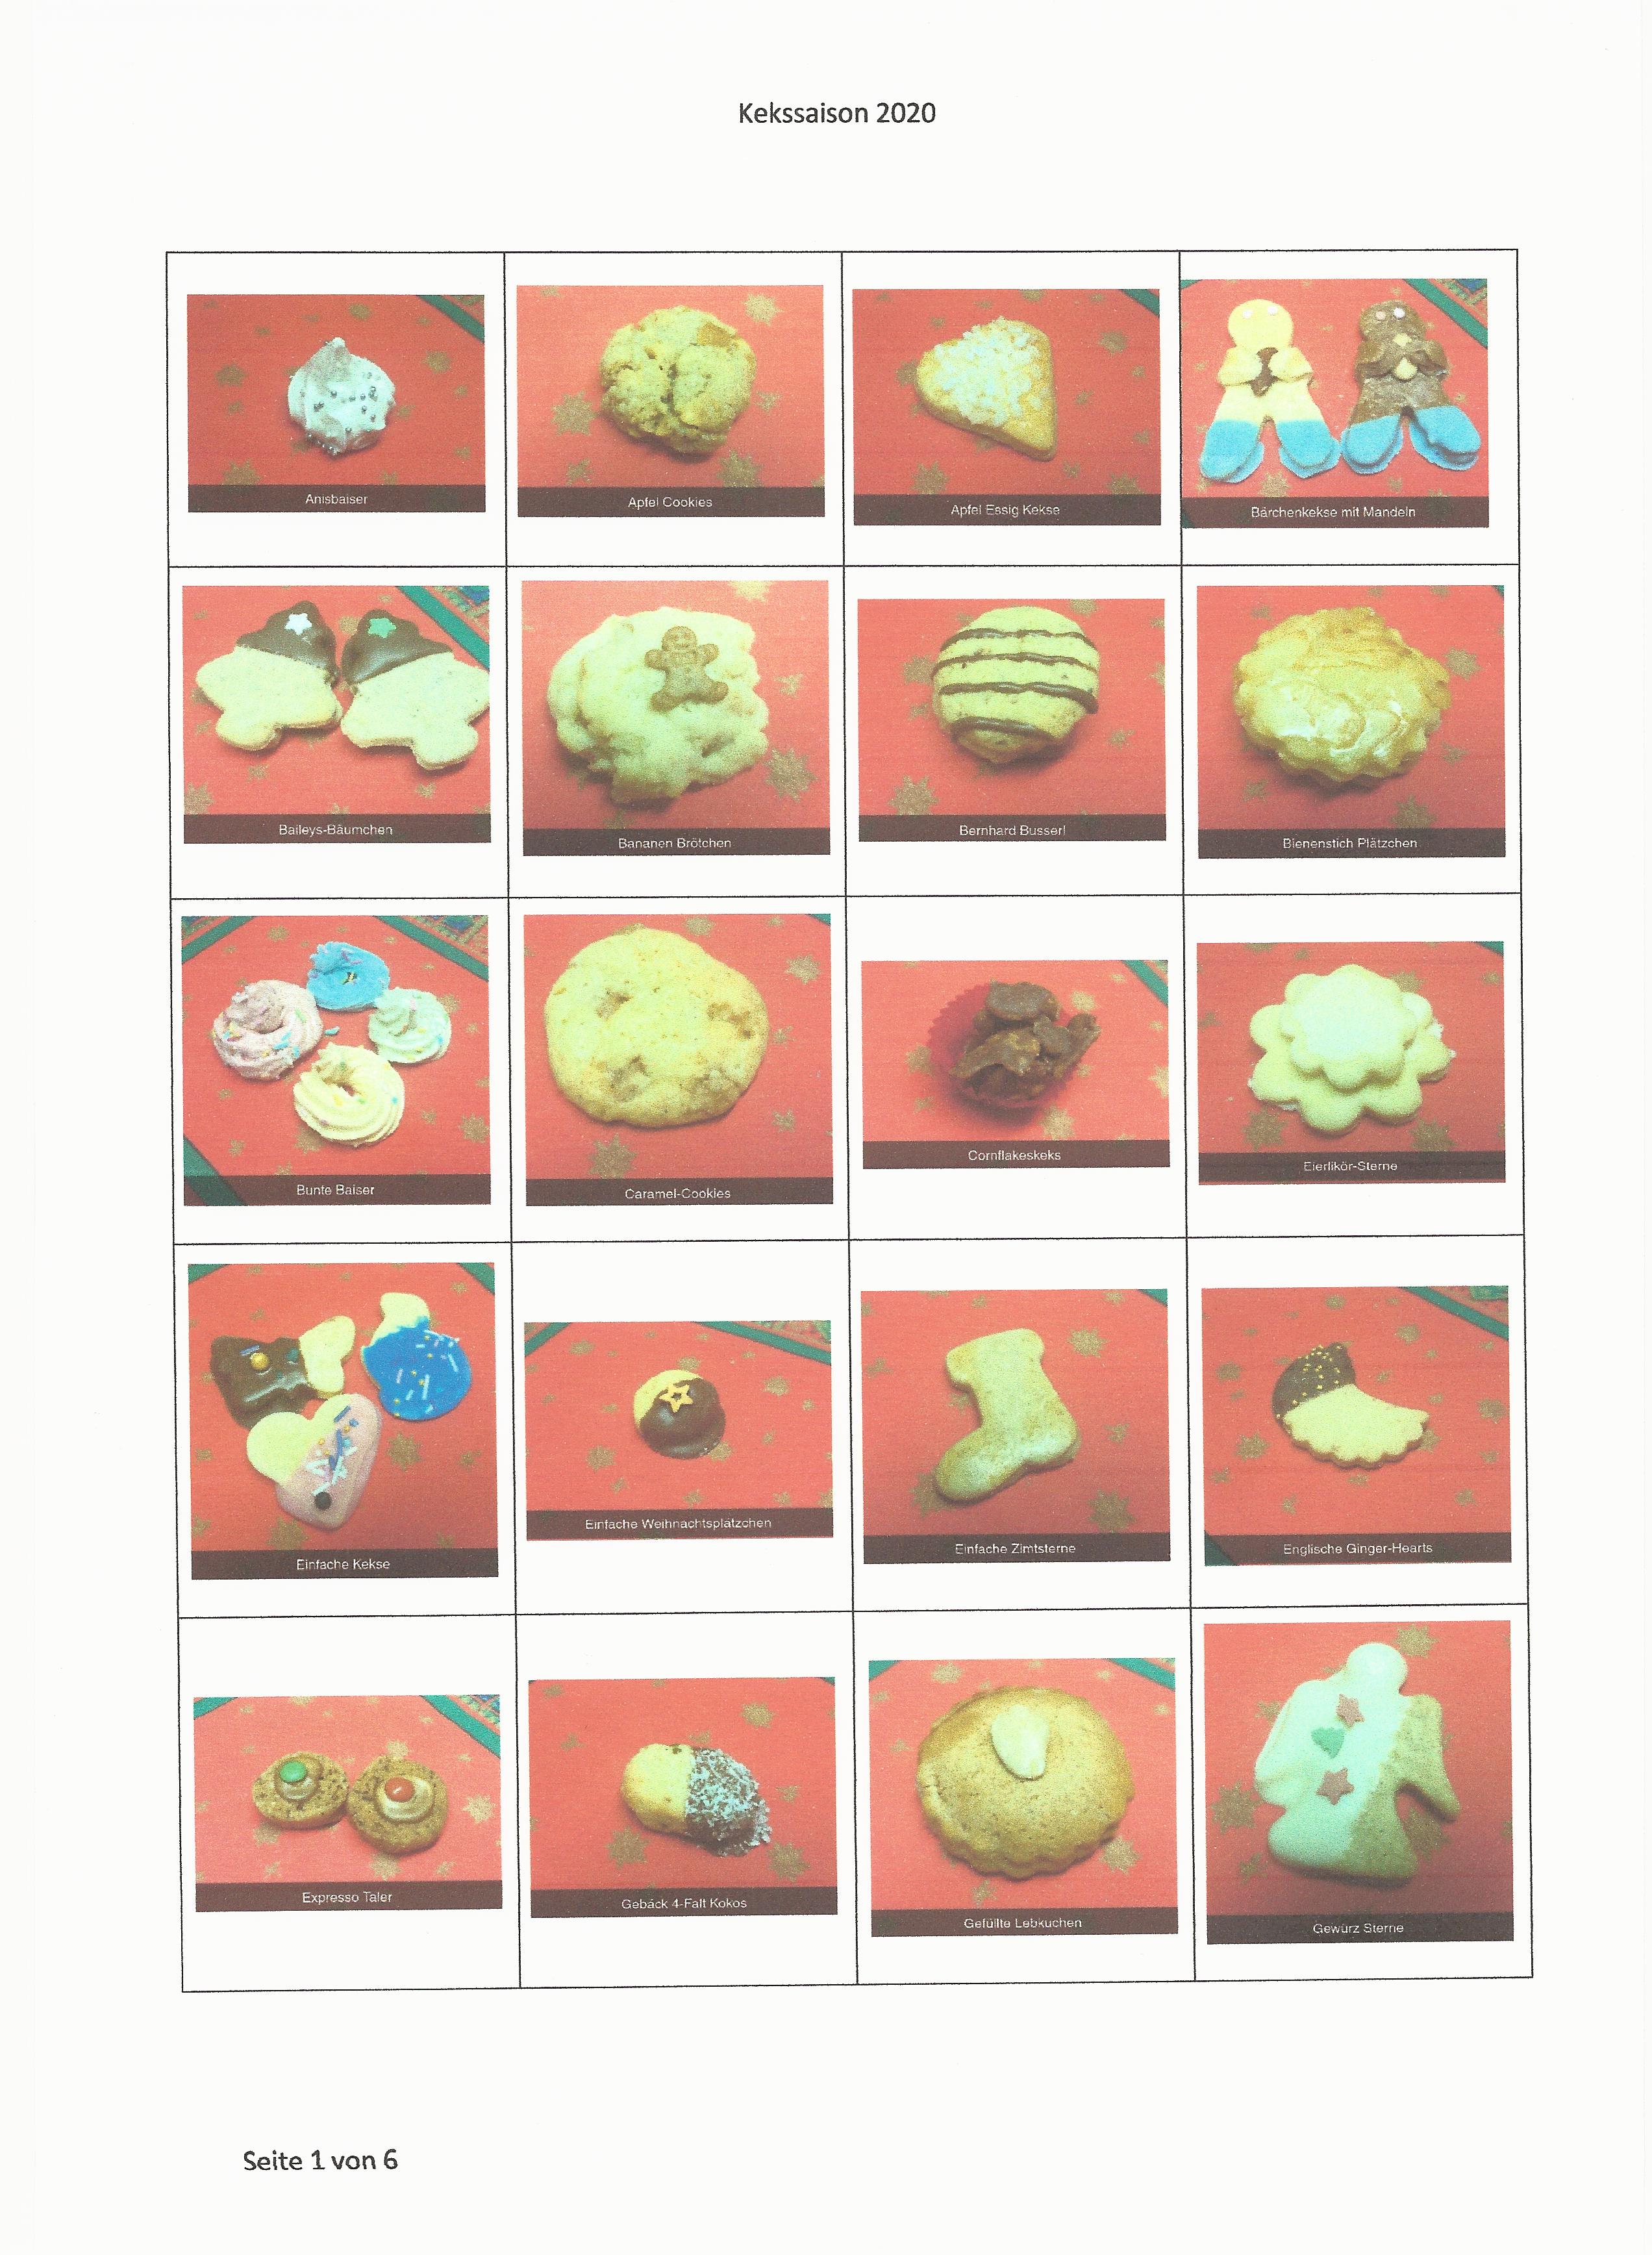 Kekssaison 2020
Anisbaiser
Apfel Cookies
Apfel Essig Kekse
Bärchenkekse mit Mandeln
Baileys-Bäumchen
Bananen Brötchen
Bernhard Busserl
Bienenstich Plätzchen
Bunte Baiser
Caramel-Cookies
Cornflakeskeks
Eierlikör-Sterne
Einfache Kekse
Einfache Weihnachtsplätzchen
Einfache Zimtsterne
Englische Ginger-Hearts
Expresso Taler
Gebäck 4-Falt Kokos
Gefüllte Lebkuchen
Gewürz Sterne
Seite 1 von 6